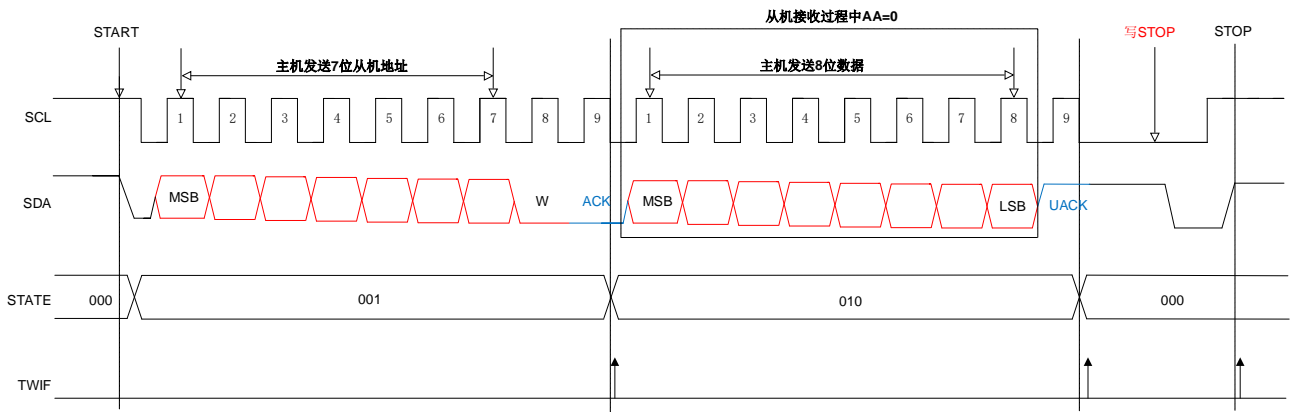 从机接收过程中AA=0
START
写STOP
STOP
主机发送7位从机地址
主机发送8位数据
SCL
1 2 3 4 5 6 7 8 9 1 2 3 4 5 6 7 8 9
SDA
MSB W ACK MSB LSB UACK
STATE 000 001 010 000
TWIF